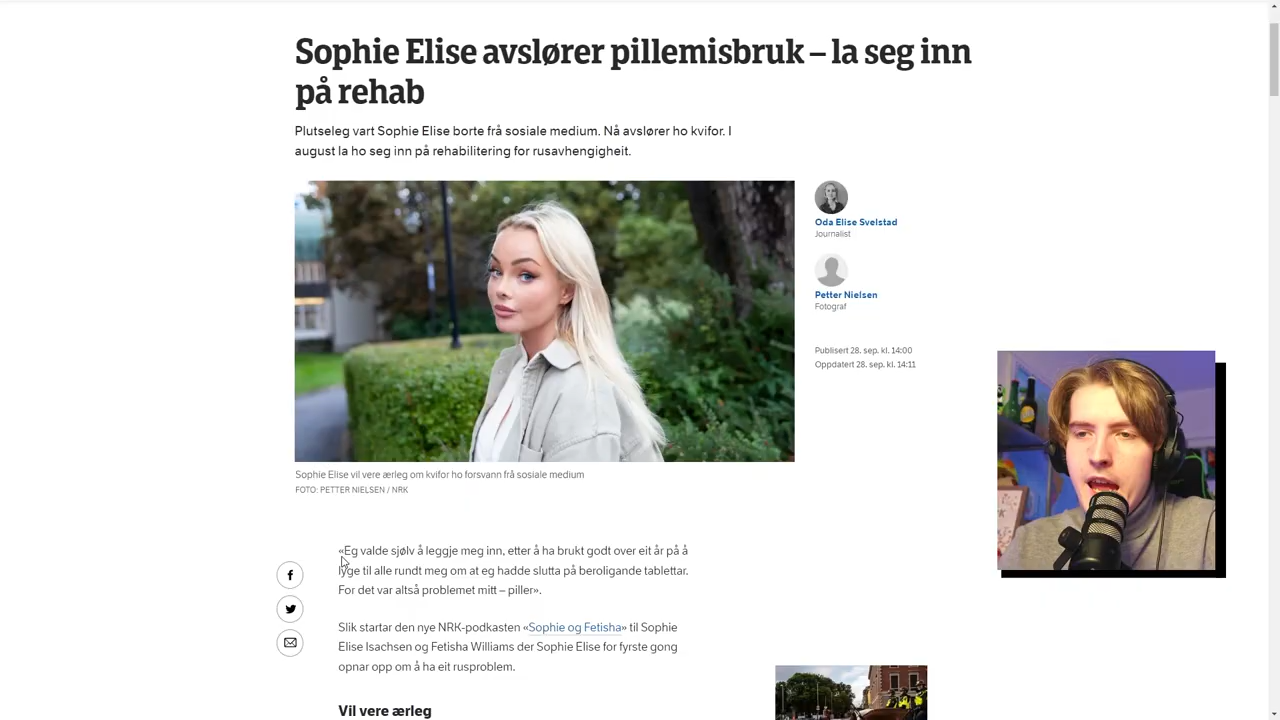 Sophie Elise avslører pillemisbruk – la seg inn
på rehab
Plutseleg vart Sophie Elise borte frå sosiale medium. Nå avslører ho kvifor. I
august la ho seg inn på rehabilitering for rusavhengigheit.
Oda Elise Svelstad
Journalist
Petter Nielsen
Fotograf
Publisert 28. sep. kl. 14:00
Oppdatert 28. sep. kl. 14:11
Sophie Elise vil vere ærleg om kvifor ho forsvann frå sosiale medium
FOTO: PETTER NIELSEN / NRK
«Eg valde sjølv å leggje meg inn, etter å ha brukt godt over eit år på å
lyge til alle rundt meg om at eg hadde slutta på beroligande tablettar.
For det var altså problemet mitt – piller».
Slik startar den nye NRK-podkasten «Sophie og Fetisha» til Sophie
Elise Isachsen og Fetisha Williams der Sophie Elise for fyrste gong
opnar opp om å ha eit rusproblem.
Vil vere ærleg